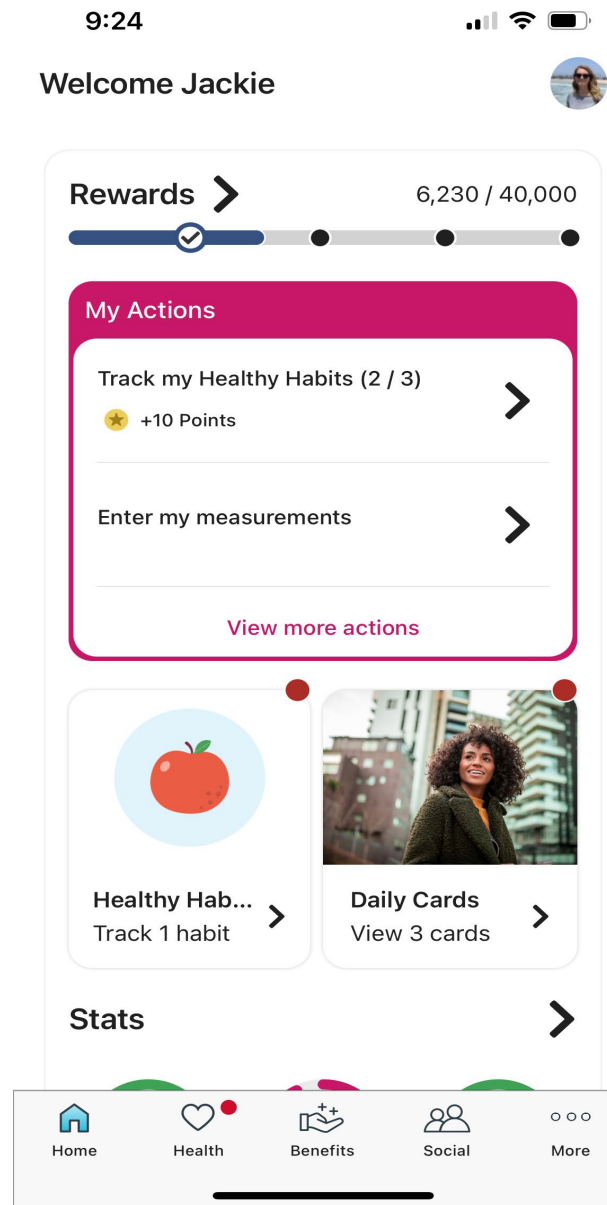 9:24
Welcome Jackie
Rewards
6,230 / 40,000
My Actions
Track my Healthy Habits (2 / 3)
+10 Points
Enter my measurements
View more actions
Healthy Hab...
Track 1 habit
Daily Cards
View 3 cards
Stats
Home
Health
Benefits
Social
More